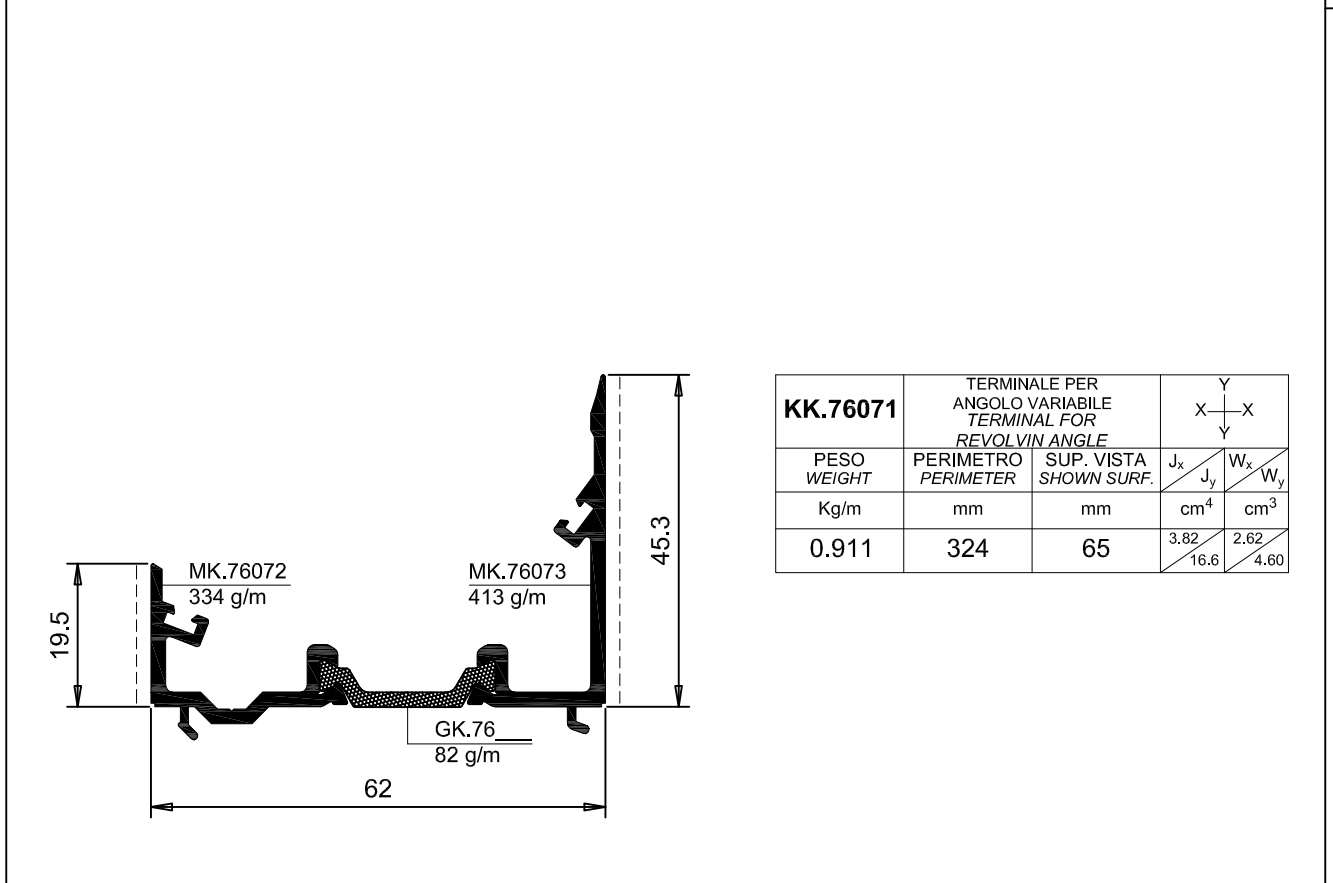 KK.76071
TERMINALE PER
ANGOLO VARIABILE
TERMINAL FOR
REVOLVIN ANGLE
Y
X X
Y
PESO
WEIGHT
PERIMETRO
PERIMETER
SUP. VISTA
SHOWN SURF.
Jx Jy
Wx Wy
Kg/m
mm
mm
cm⁴
cm³
0.911
324
65
3.82 16.6
2.62 4.60
MK.76072
334 g/m
MK.76073
413 g/m
GK.76___
82 g/m
19.5
45.3
62